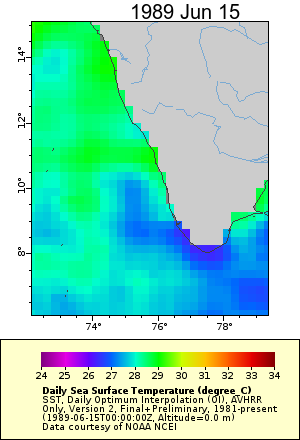 1989 Jun 15
14°
12°
10°
8°
74° 76° 78°
24 25 27 28 29 30 31 32 33 34
Daily Sea Surface Temperature (degree_C)
SST, Daily Optimum Interpolation (OI), AVHRR
Only, Version 2, Final+Preliminary, 1981-present
(1989-06-15T00:00:00Z, Altitude=0.0 m)
Data courtesy of NOAA NCEI